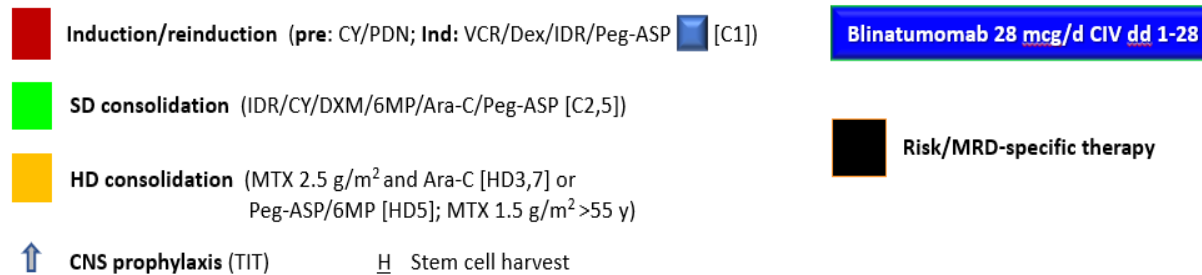 Induction/reinduction (pre: CY/PDN; Ind: VCR/Dex/IDR/Peg-ASP [C1])
Blinatumomab 28 mcg/d CIV dd 1-28
SD consolidation (IDR/CY/DXM/6MP/Ara-C/Peg-ASP [C2,5])
Risk/MRD-specific therapy
HD consolidation (MTX 2.5 g/m² and Ara-C [HD3,7] or
Peg-ASP/6MP [HD5]; MTX 1.5 g/m² >55 y)
CNS prophylaxis (TIT) H Stem cell harvest